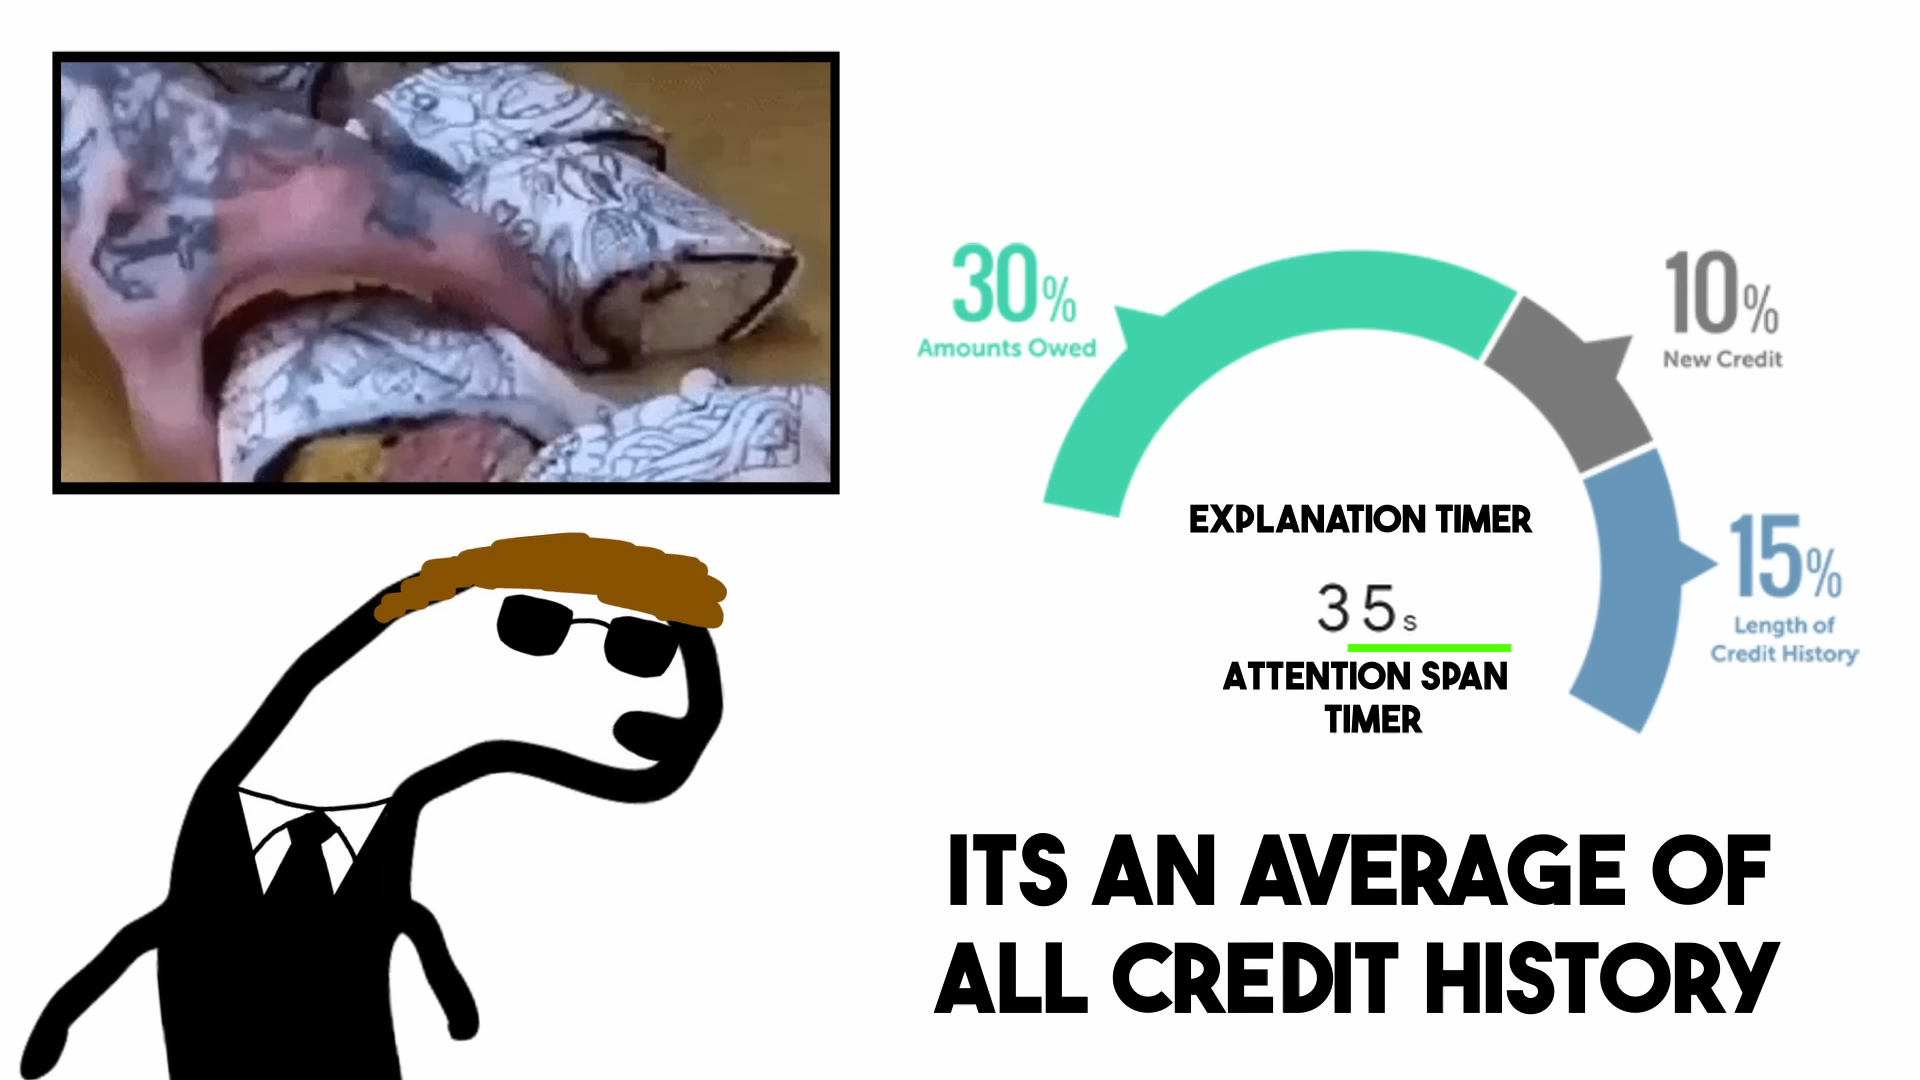 30%
Amounts Owed
10%
New Credit
EXPLANATION TIMER
35s
ATTENTION SPAN
TIMER
15%
Length of
Credit History
ITS AN AVERAGE OF
ALL CREDIT HISTORY